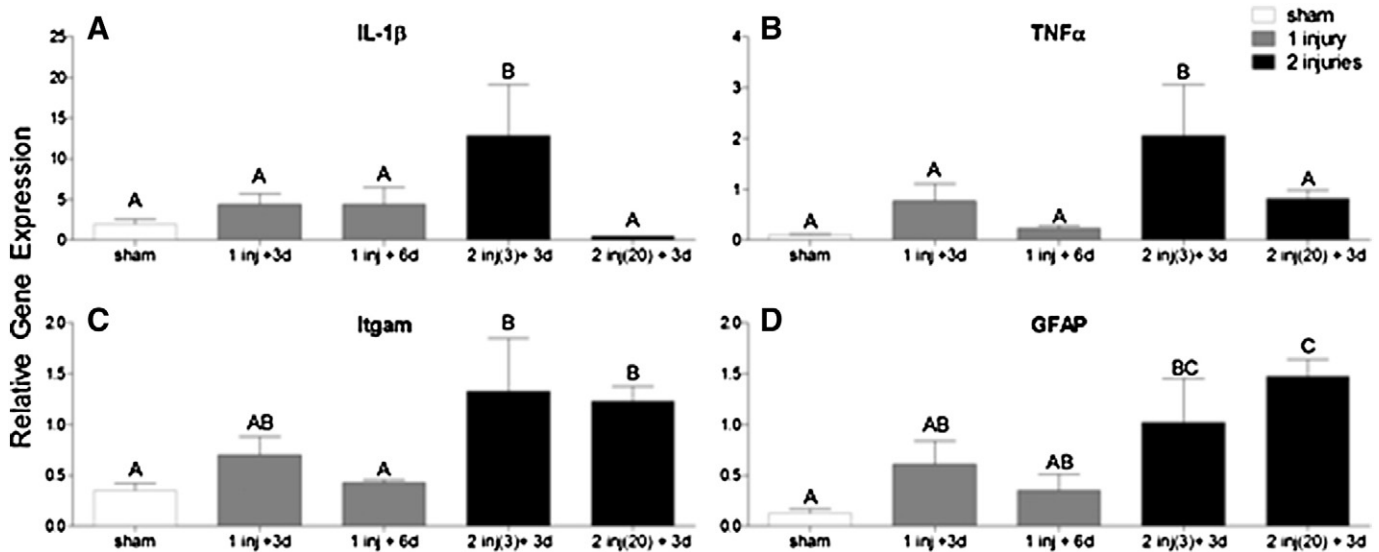 A
IL-1β
B
TNFα
sham
1 injury
2 injuries
Relative Gene Expression
25
20
15
10
5
0
A
A
A
B
A
sham
1 inj +3d
1 inj + 6d
2 inj(3)+ 3d
2 inj(20) + 3d
4
3
2
1
0
A
A
A
B
A
sham
1 inj +3d
1 inj + 6d
2 inj(3)+ 3d
2 inj(20) + 3d
C
Itgam
D
GFAP
2.0
1.5
1.0
0.5
0.0
A
AB
A
B
B
sham
1 inj +3d
1 inj + 6d
2 inj(3)+ 3d
2 inj(20) + 3d
2.0
1.5
1.0
0.5
0.0
A
AB
AB
BC
C
sham
1 inj +3d
1 inj + 6d
2 inj(3)+ 3d
2 inj(20) + 3d